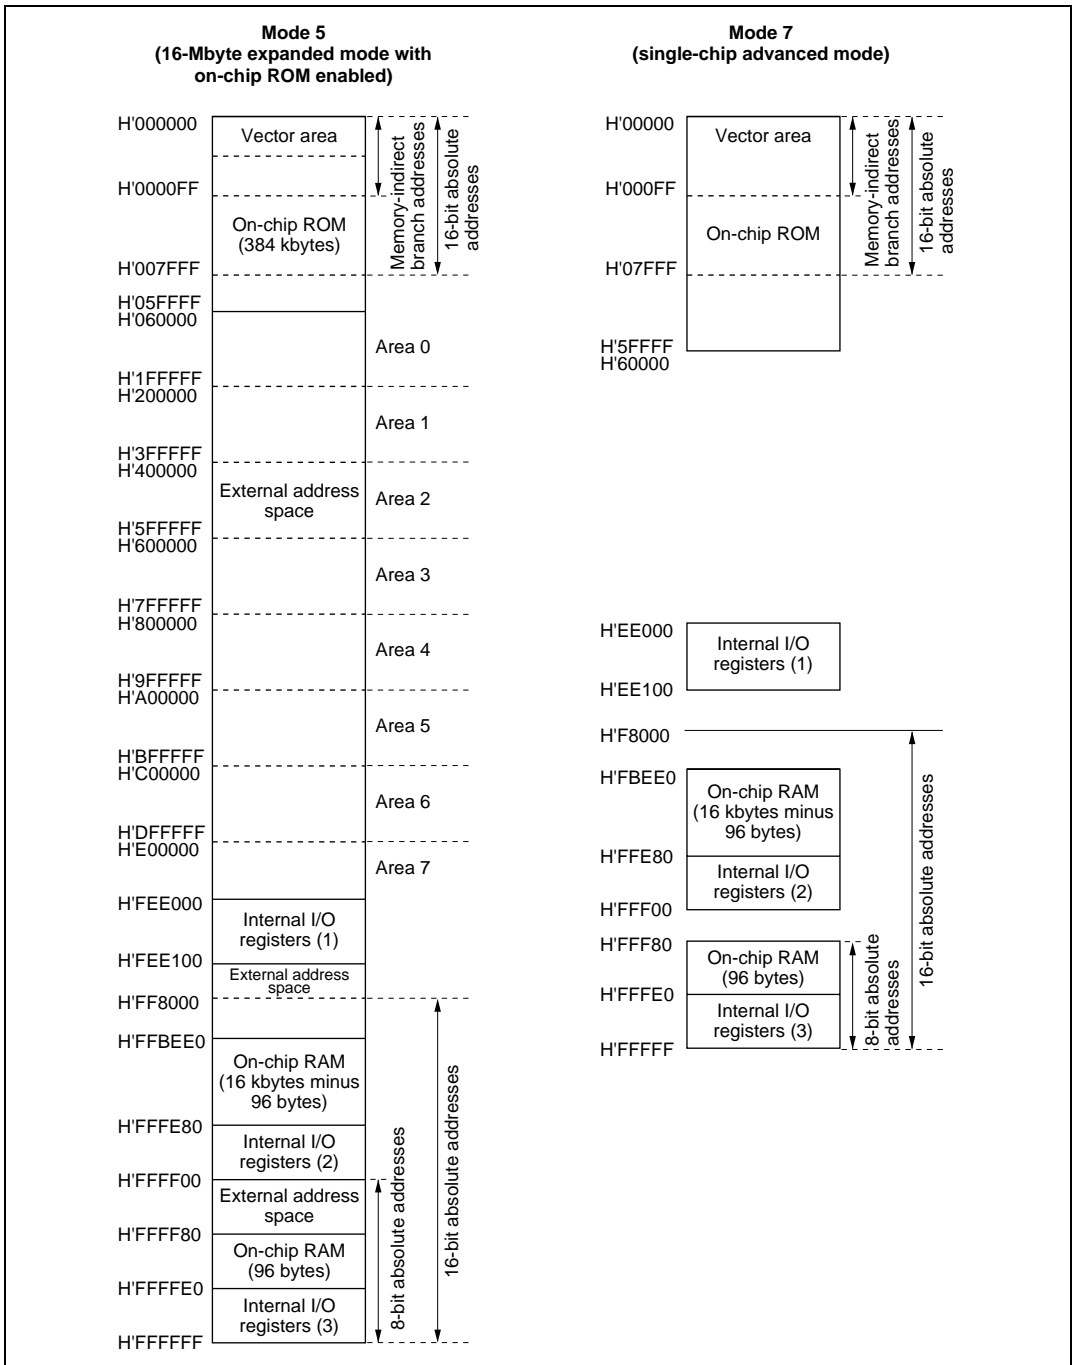 Mode 5
(16-Mbyte expanded mode with
on-chip ROM enabled)
H'000000
Vector area
H'0000FF
On-chip ROM
(384 kbytes)
H'007FFF
H'05FFFF
H'060000
Memory-indirect
branch addresses
16-bit absolute
addresses
Area 0
H'1FFFFF
H'200000
Area 1
H'3FFFFF
H'400000
External address
space
Area 2
H'5FFFFF
H'600000
Area 3
H'7FFFFF
H'800000
Area 4
H'9FFFFF
H'A00000
Area 5
H'BFFFFF
H'C00000
Area 6
H'DFFFFF
H'E00000
Area 7
H'FEE000
Internal I/O
registers (1)
H'FEE100
External address
space
H'FF8000
H'FFBEE0
On-chip RAM
(16 kbytes minus
96 bytes)
H'FFFE80
Internal I/O
registers (2)
H'FFFF00
External address
space
H'FFFF80
On-chip RAM
(96 bytes)
H'FFFFE0
Internal I/O
registers (3)
H'FFFFFF
8-bit absolute addresses
16-bit absolute addresses
Mode 7
(single-chip advanced mode)
H'00000
Vector area
H'000FF
On-chip ROM
H'07FFF
Memory-indirect
branch addresses
16-bit absolute
addresses
H'5FFFF
H'60000
H'EE000
Internal I/O
registers (1)
H'EE100
H'F8000
H'FBEE0
On-chip RAM
(16 kbytes minus
96 bytes)
H'FFE80
Internal I/O
registers (2)
H'FFF00
H'FFF80
On-chip RAM
(96 bytes)
H'FFFE0
Internal I/O
registers (3)
H'FFFFF
8-bit absolute
addresses
16-bit absolute addresses